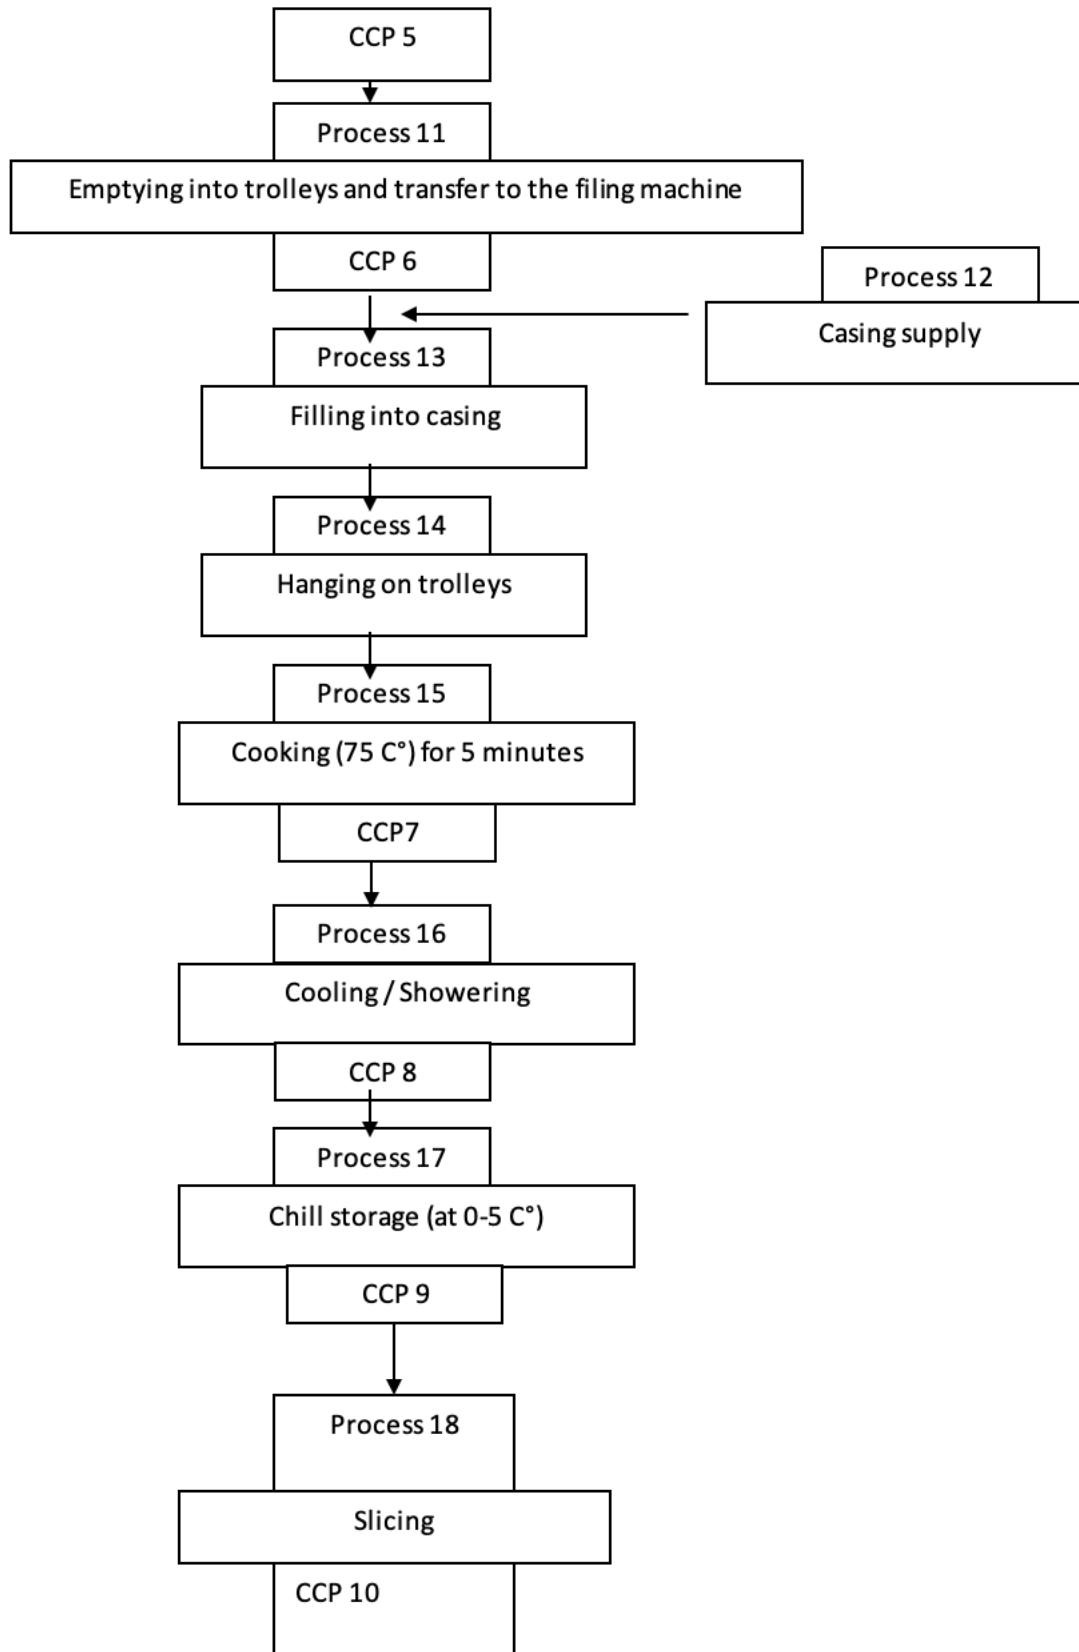 CCP 5
Process 11
Emptying into trolleys and transfer to the filing machine
CCP 6
Process 12
Casing supply
Process 13
Filling into casing
Process 14
Hanging on trolleys
Process 15
Cooking (75 C°) for 5 minutes
CCP7
Process 16
Cooling / Showering
CCP 8
Process 17
Chill storage (at 0-5 C°)
CCP 9
Process 18
Slicing
CCP 10